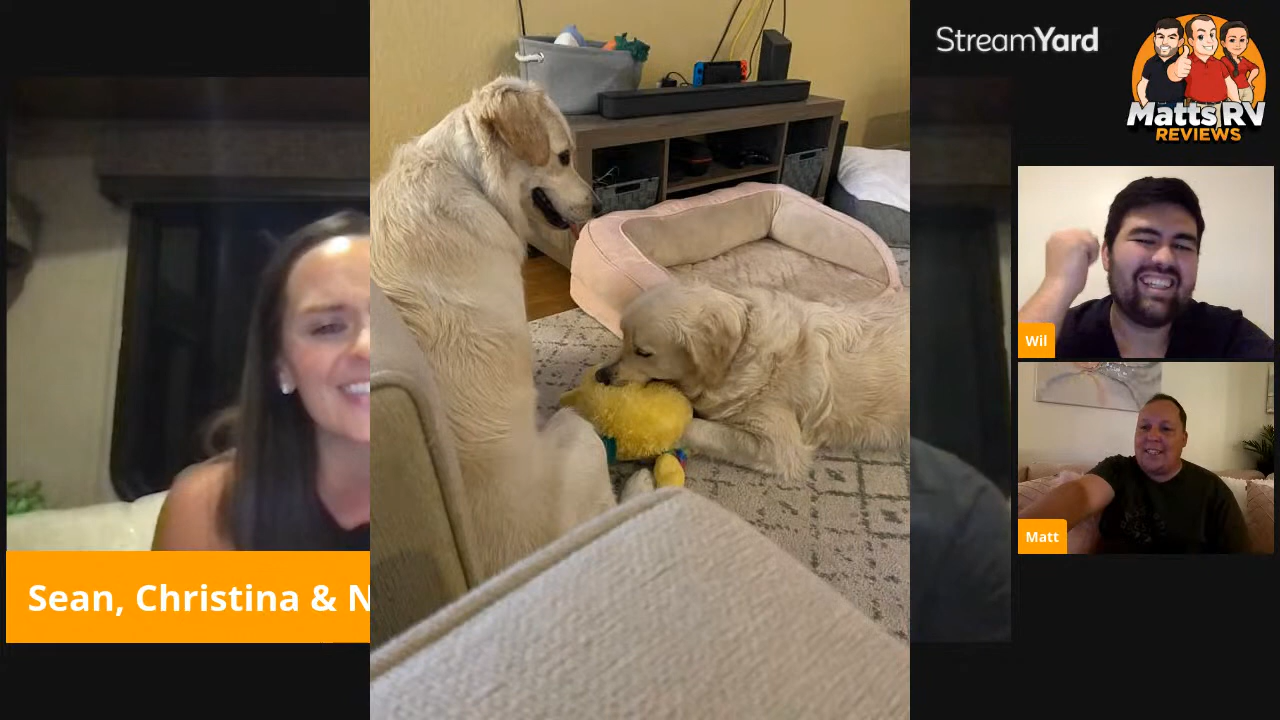 StreamYard
Matts RV
REVIEWS
Wil
Matt
Sean, Christina & N